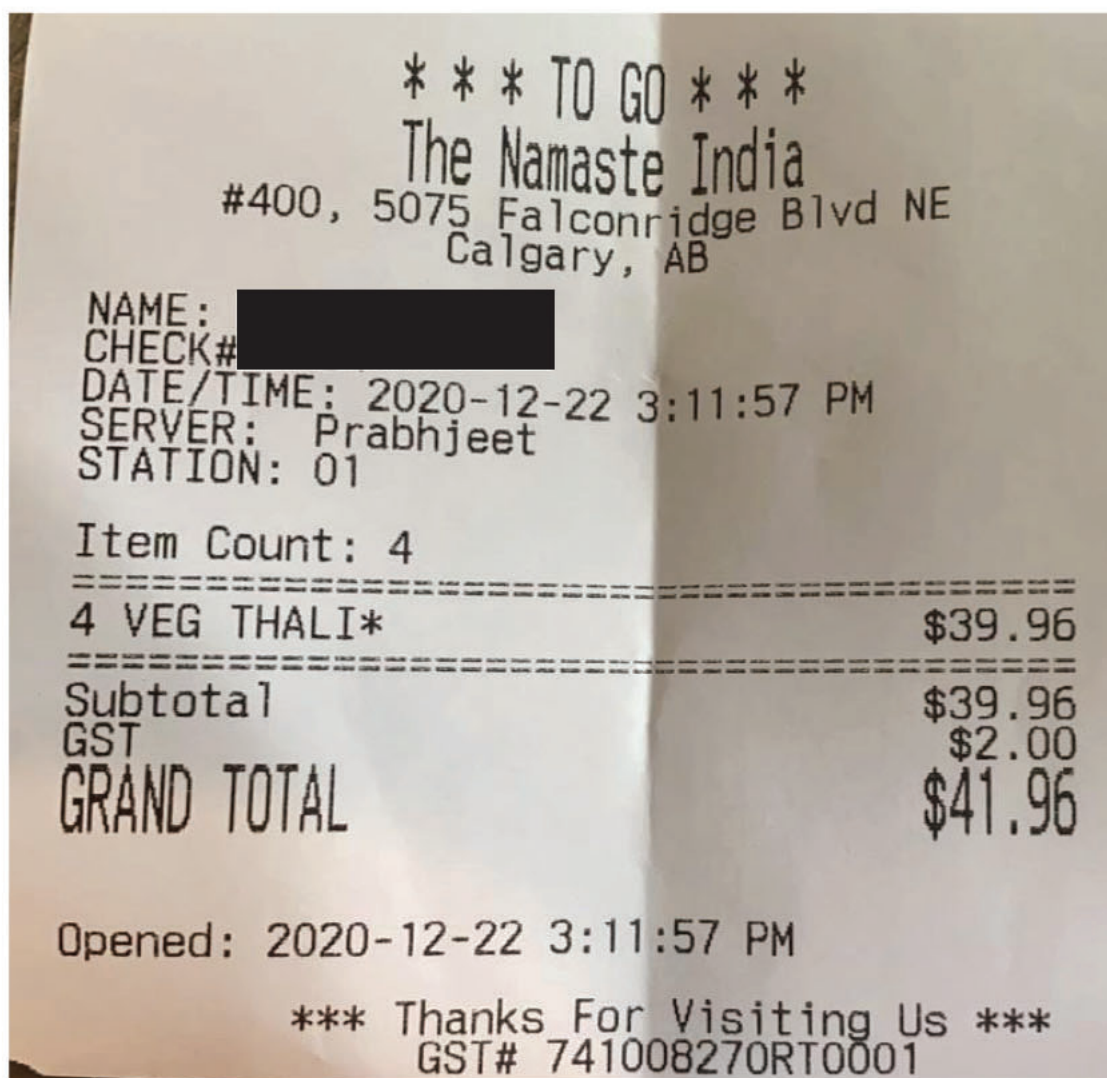 * * * TO GO * * *
The Namaste India
#400, 5075 Falconridge Blvd NE
Calgary, AB
NAME:
CHECK#
DATE/TIME: 2020-12-22 3:11:57 PM
SERVER: Prabhjeet
STATION: 01
Item Count: 4
4 VEG THALI* $39.96
Subtotal $39.96
GST $2.00
GRAND TOTAL $41.96
Opened: 2020-12-22 3:11:57 PM
*** Thanks For Visiting Us ***
GST# 741008270RT0001